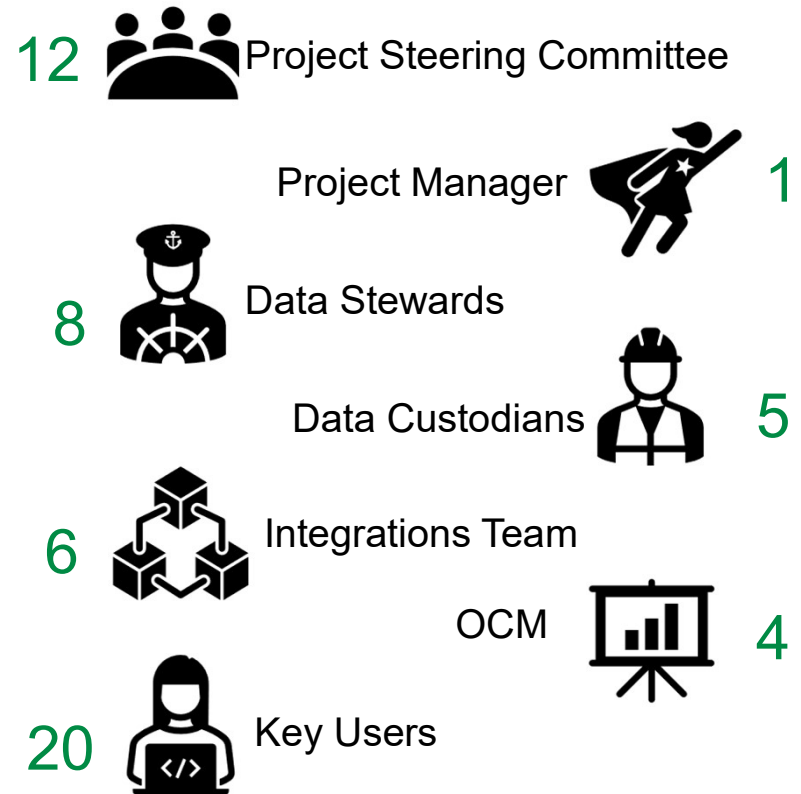 12 Project Steering Committee
Project Manager 1
8 Data Stewards
Data Custodians 5
6 Integrations Team
OCM 4
20 Key Users
</>